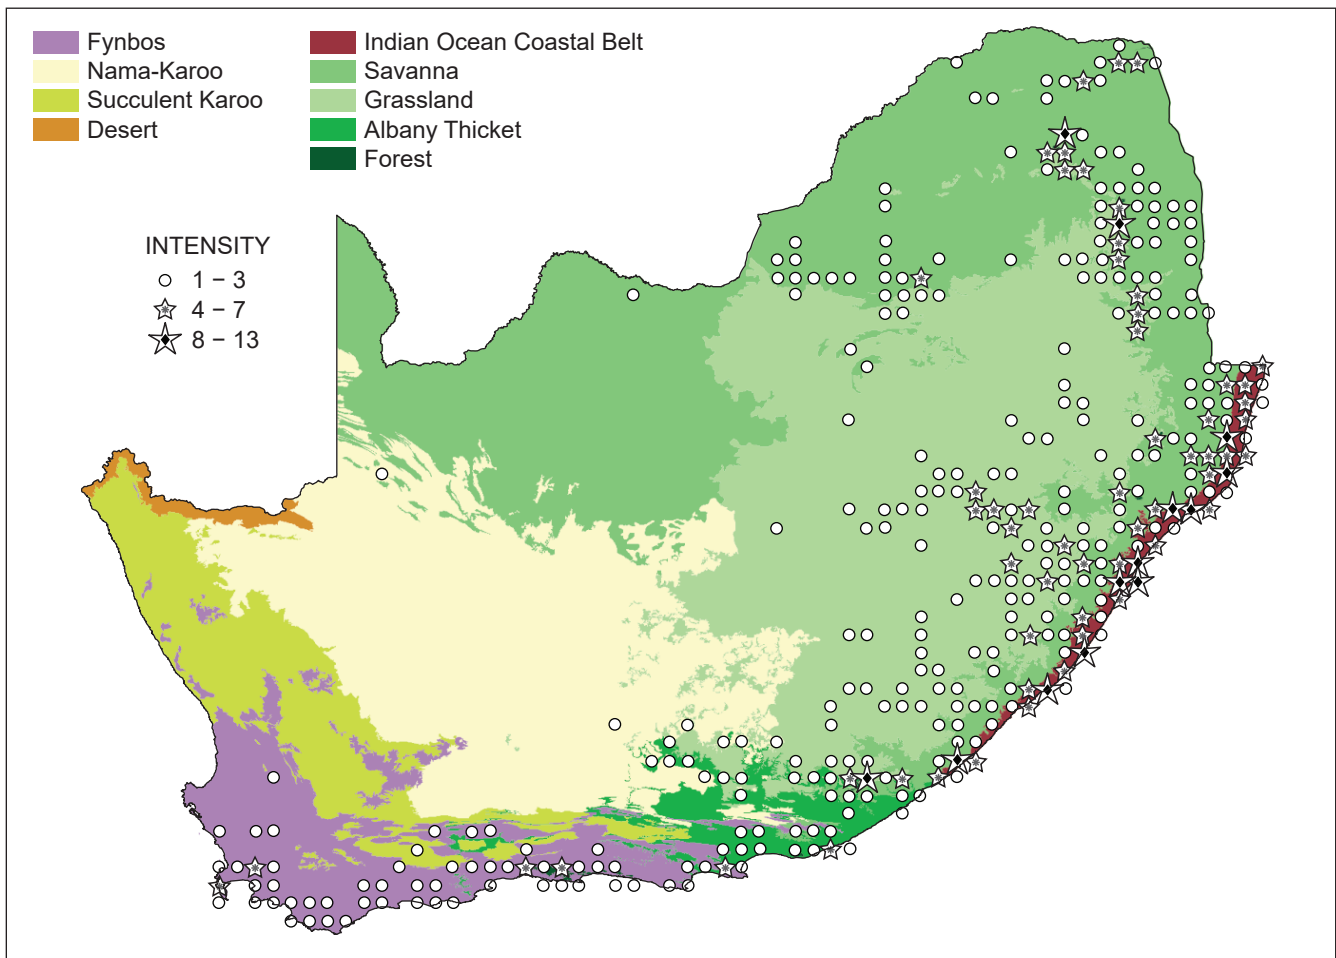 Fynbos
Nama-Karoo
Succulent Karoo
Desert
Indian Ocean Coastal Belt
Savanna
Grassland
Albany Thicket
Forest
INTENSITY
1 – 3
4 – 7
8 – 13